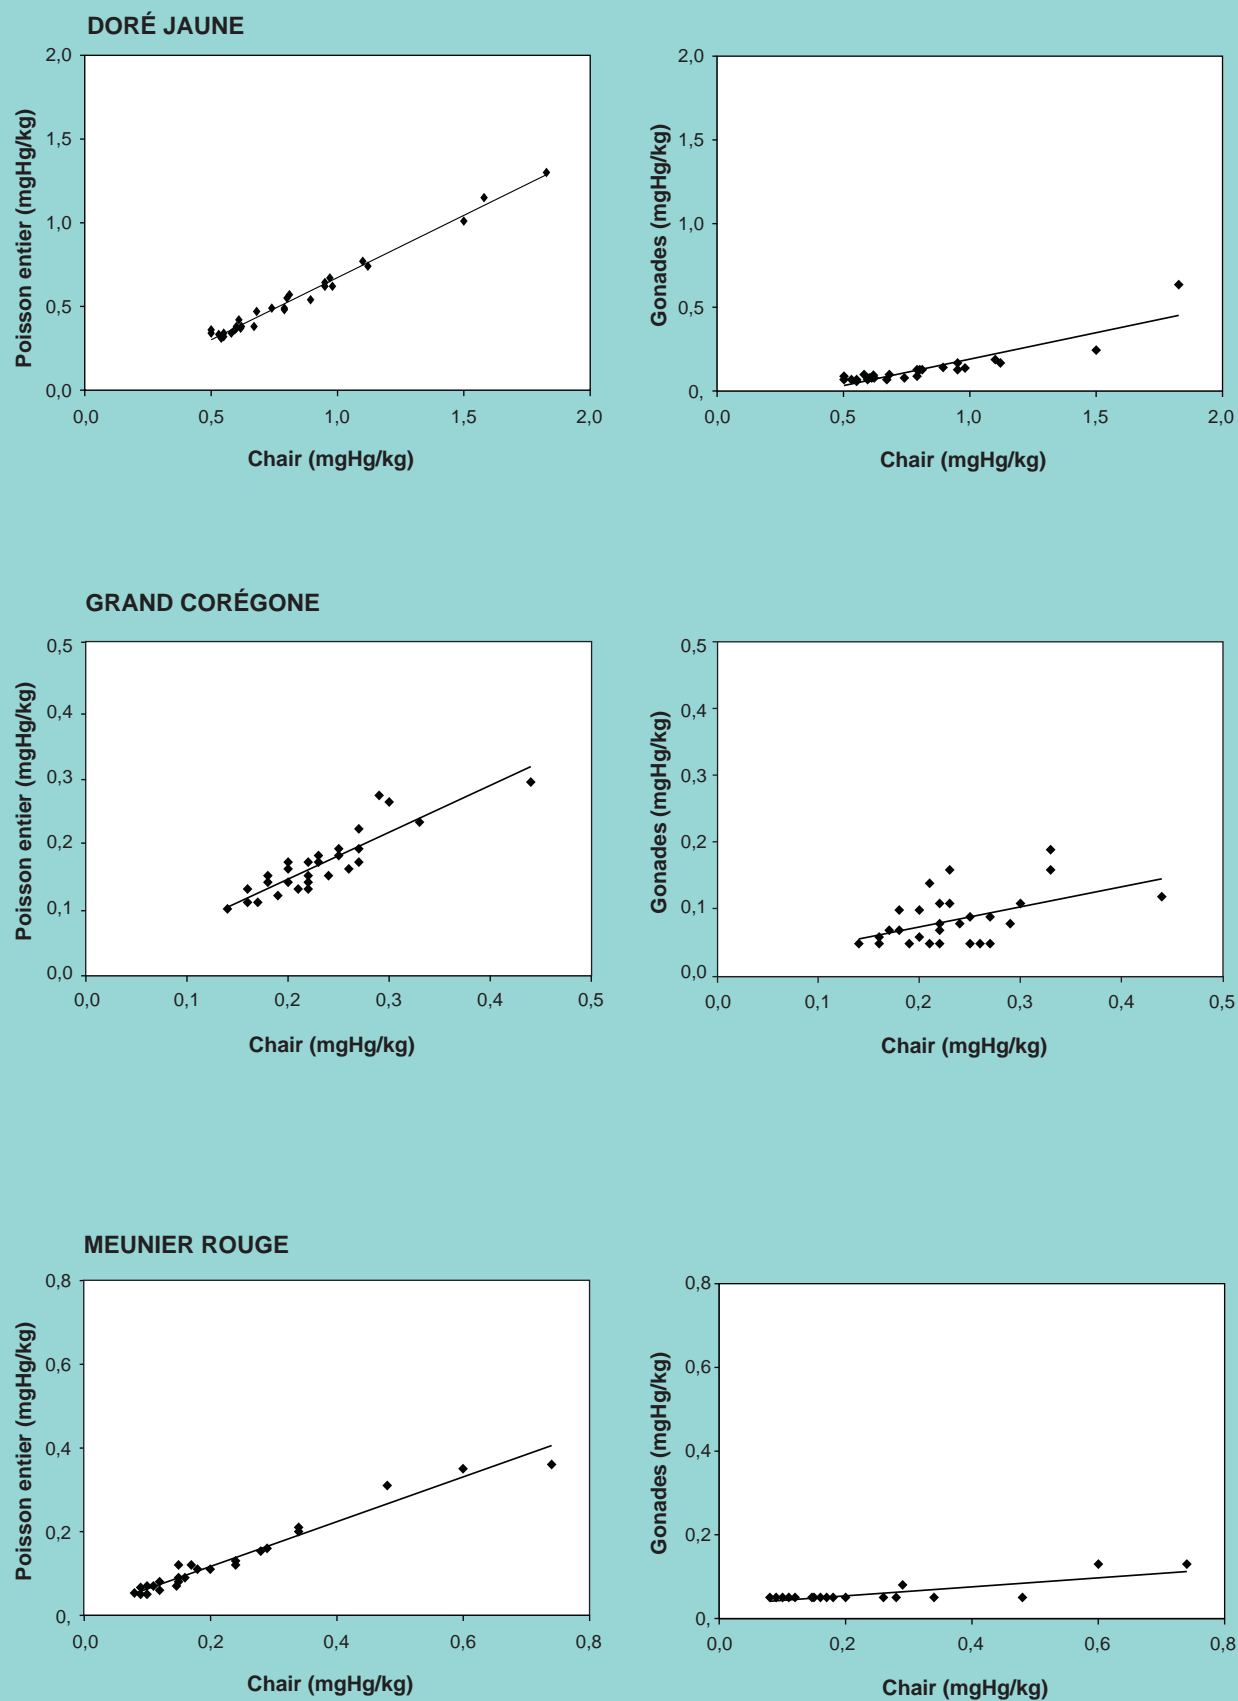 DORÉ JAUNE
Poisson entier (mgHg/kg)
2,0
1,5
1,0
0,5
0,0
0,0 0,5 1,0 1,5 2,0
Chair (mgHg/kg)
Gonades (mgHg/kg)
2,0
1,5
1,0
0,5
0,
0,0 0,5 1,0 1,5 2,0
Chair (mgHg/kg)
GRAND CORÉGONE
Poisson entier (mgHg/kg)
0,5
0,4
0,3
0,2
0,1
0,0
0,0 0,1 0,2 0,3 0,4 0,5
Chair (mgHg/kg)
Gonades (mgHg/kg)
0,5
0,4
0,3
0,2
0,1
0,0
0,0 0,1 0,2 0,3 0,4 0,5
Chair (mgHg/kg)
MEUNIER ROUGE
Poisson entier (mgHg/kg)
0,8
0,6
0,4
0,2
0,
0,0 0,2 0,4 0,6 0,8
Chair (mgHg/kg)
Gonades (mgHg/kg)
0,8
0,6
0,4
0,2
0,
0,0 0,2 0,4 0,6 0,8
Chair (mgHg/kg)